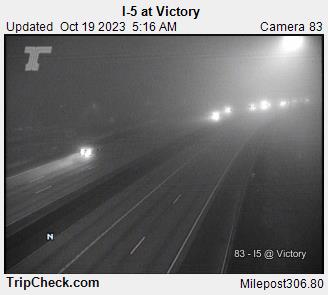 I-5 at Victory
Updated Oct 19 2023 5:16 AM Camera 83
T
N
83 - I5 @ Victory
TripCheck.com Milepost306.80